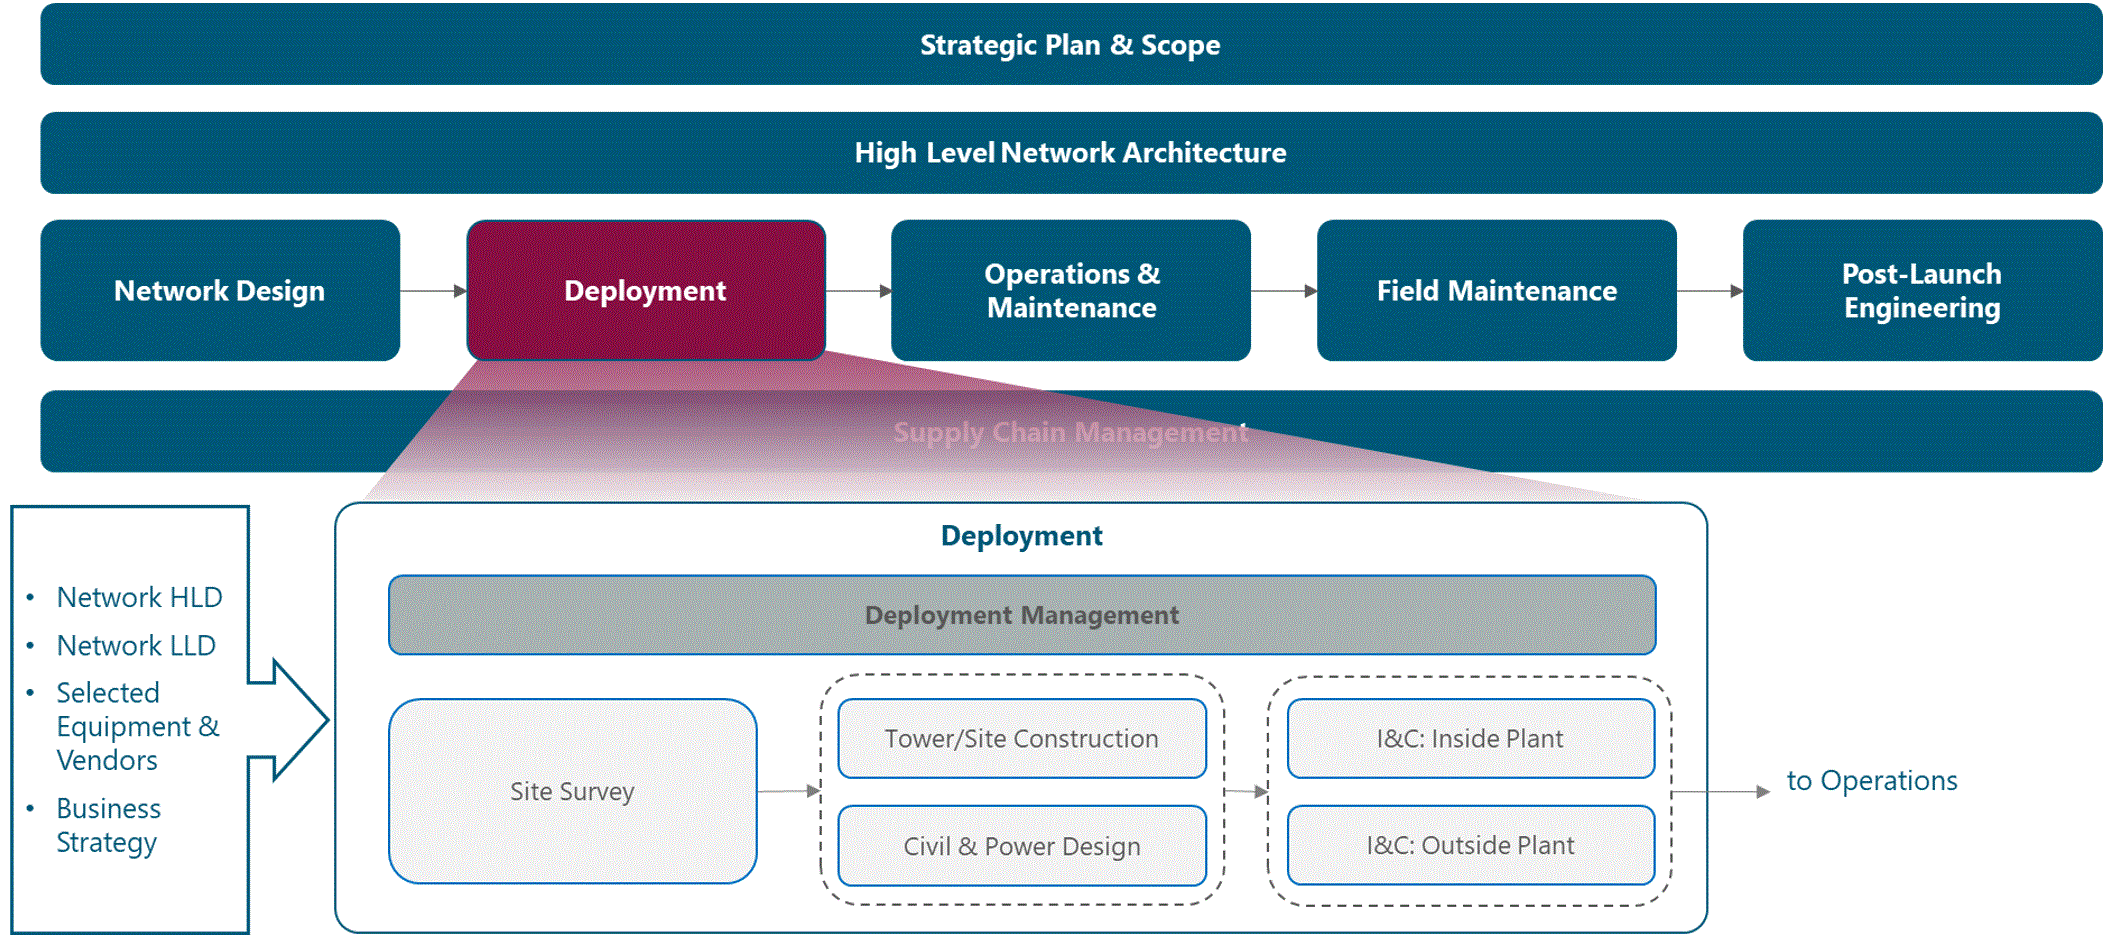 Strategic Plan & Scope
High Level Network Architecture
Network Design
Deployment
Operations &
Maintenance
Field Maintenance
Post-Launch
Engineering
Supply Chain Management
• Network HLD
• Network LLD
• Selected
Equipment &
Vendors
• Business
Strategy
Deployment
Deployment Management
Site Survey
Tower/Site Construction
Civil & Power Design
I&C: Inside Plant
I&C: Outside Plant
to Operations